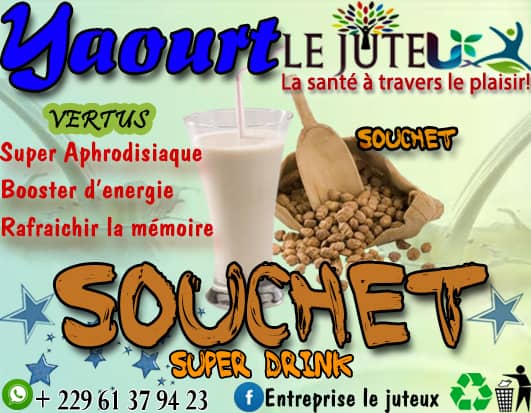 Yaourt LE JUTEUX
La santé à travers le plaisir!
VERTUS
Super Aphrodisiaque
Booster d'energie
Rafraichir la mémoire
SOUCHET
SOUCHET
SUPER DRINK
+ 229 61 37 94 23
Entreprise le juteux